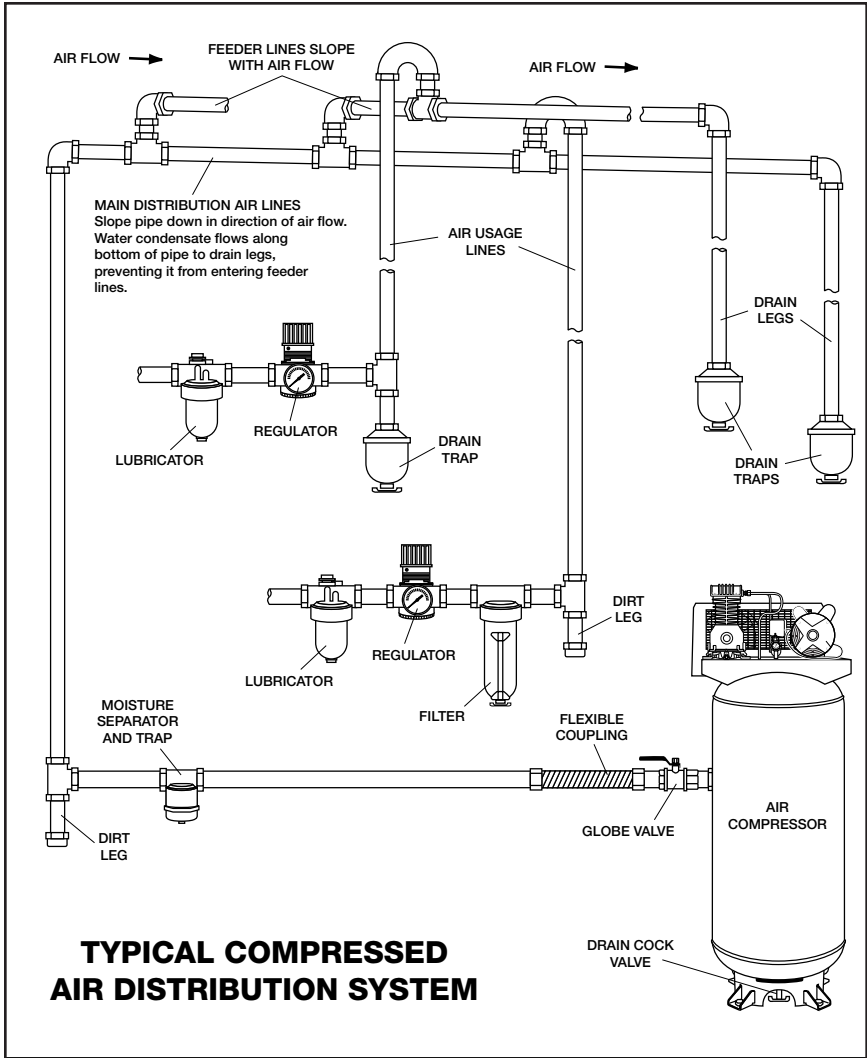 AIR FLOW
FEEDER LINES SLOPE
WITH AIR FLOW
AIR FLOW
MAIN DISTRIBUTION AIR LINES
Slope pipe down in direction of air flow.
Water condensate flows along
bottom of pipe to drain legs,
preventing it from entering feeder
lines.
AIR USAGE
LINES
DRAIN
LEGS
LUBRICATOR
REGULATOR
DRAIN
TRAP
DRAIN
TRAPS
LUBRICATOR
REGULATOR
FILTER
DIRT
LEG
MOISTURE
SEPARATOR
AND TRAP
FLEXIBLE
COUPLING
GLOBE VALVE
AIR
COMPRESSOR
DIRT
LEG
TYPICAL COMPRESSED
AIR DISTRIBUTION SYSTEM
DRAIN COCK
VALVE